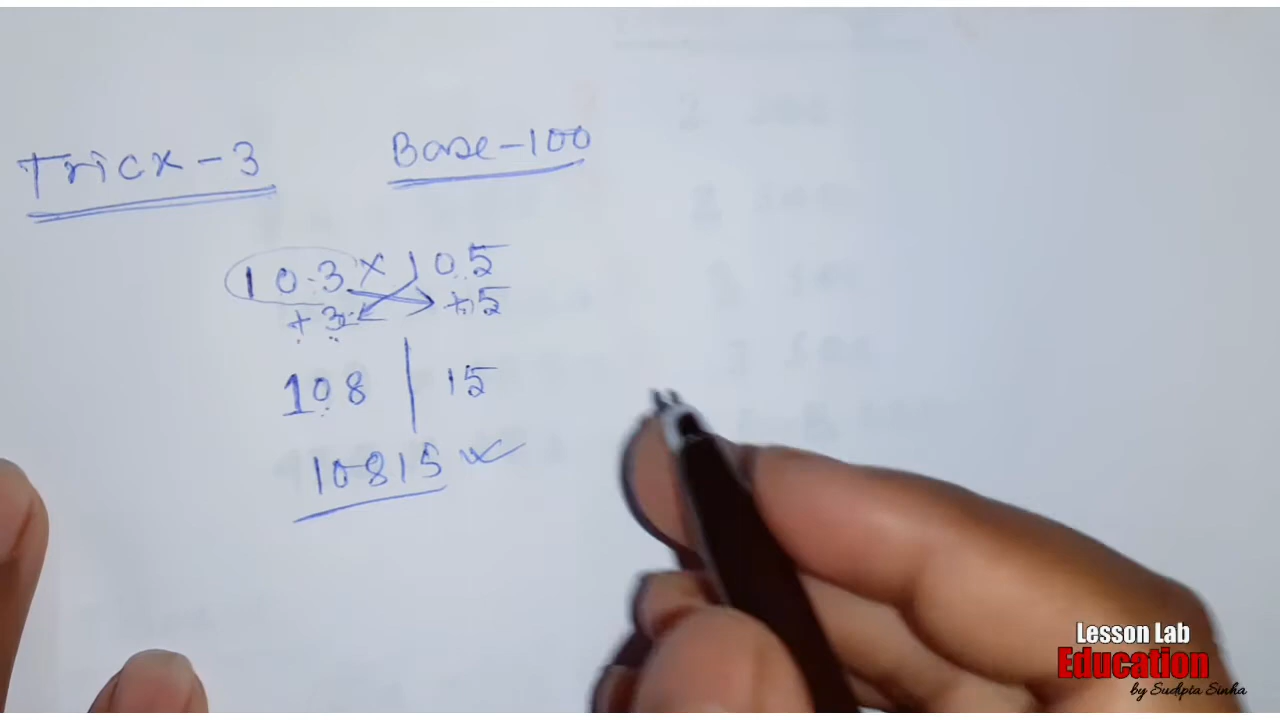 Trick-3 Base-100
103 × 105
+3 +5
108 | 15
10815
Lesson Lab
Education
by Sudipta Sinha